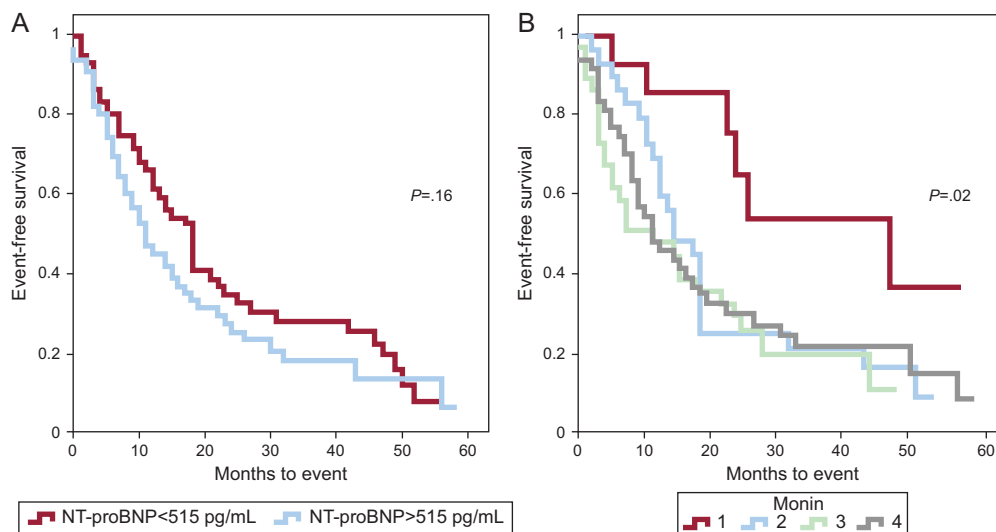 A
Event-free survival
1
0.8
0.6
0.4
0.2
0
P=.16
0 10 20 30 40 50 60
Months to event
NT-proBNP<515 pg/mL NT-proBNP>515 pg/mL
B
Event-free survival
1
0.8
0.6
0.4
0.2
0
P=.02
0 10 20 30 40 50 60
Months to event
Monin
1 2 3 4